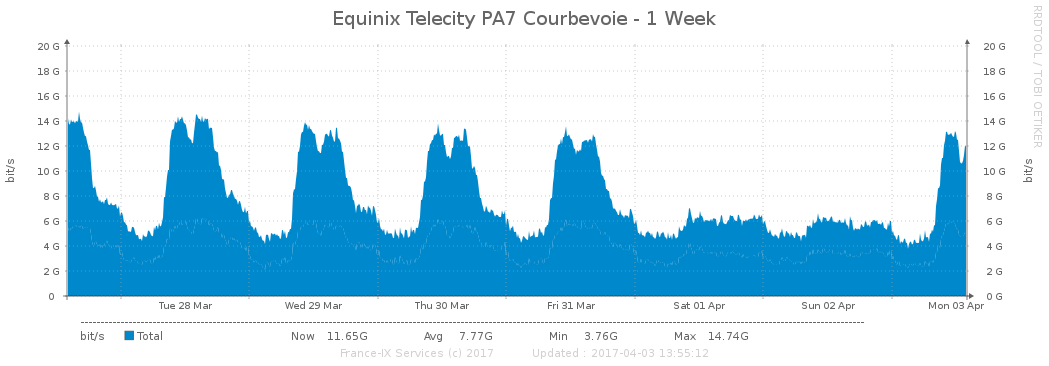 Equinix Telecity PA7 Courbevoie - 1 Week
RRDTOOL / TOBI OETIKER
bit/s
20 G 20 G
18 G 18 G
16 G 16 G
14 G 14 G
12 G 12 G
10 G 10 G
8 G 8 G
6 G 6 G
4 G 4 G
2 G 2 G
0 0 G
bit/s
Tue 28 Mar Wed 29 Mar Thu 30 Mar Fri 31 Mar Sat 01 Apr Sun 02 Apr Mon 03 Apr
bit/s Total Now 11.65G Avg 7.77G Min 3.76G Max 14.74G
France-IX Services (c) 2017 Updated : 2017-04-03 13:55:12